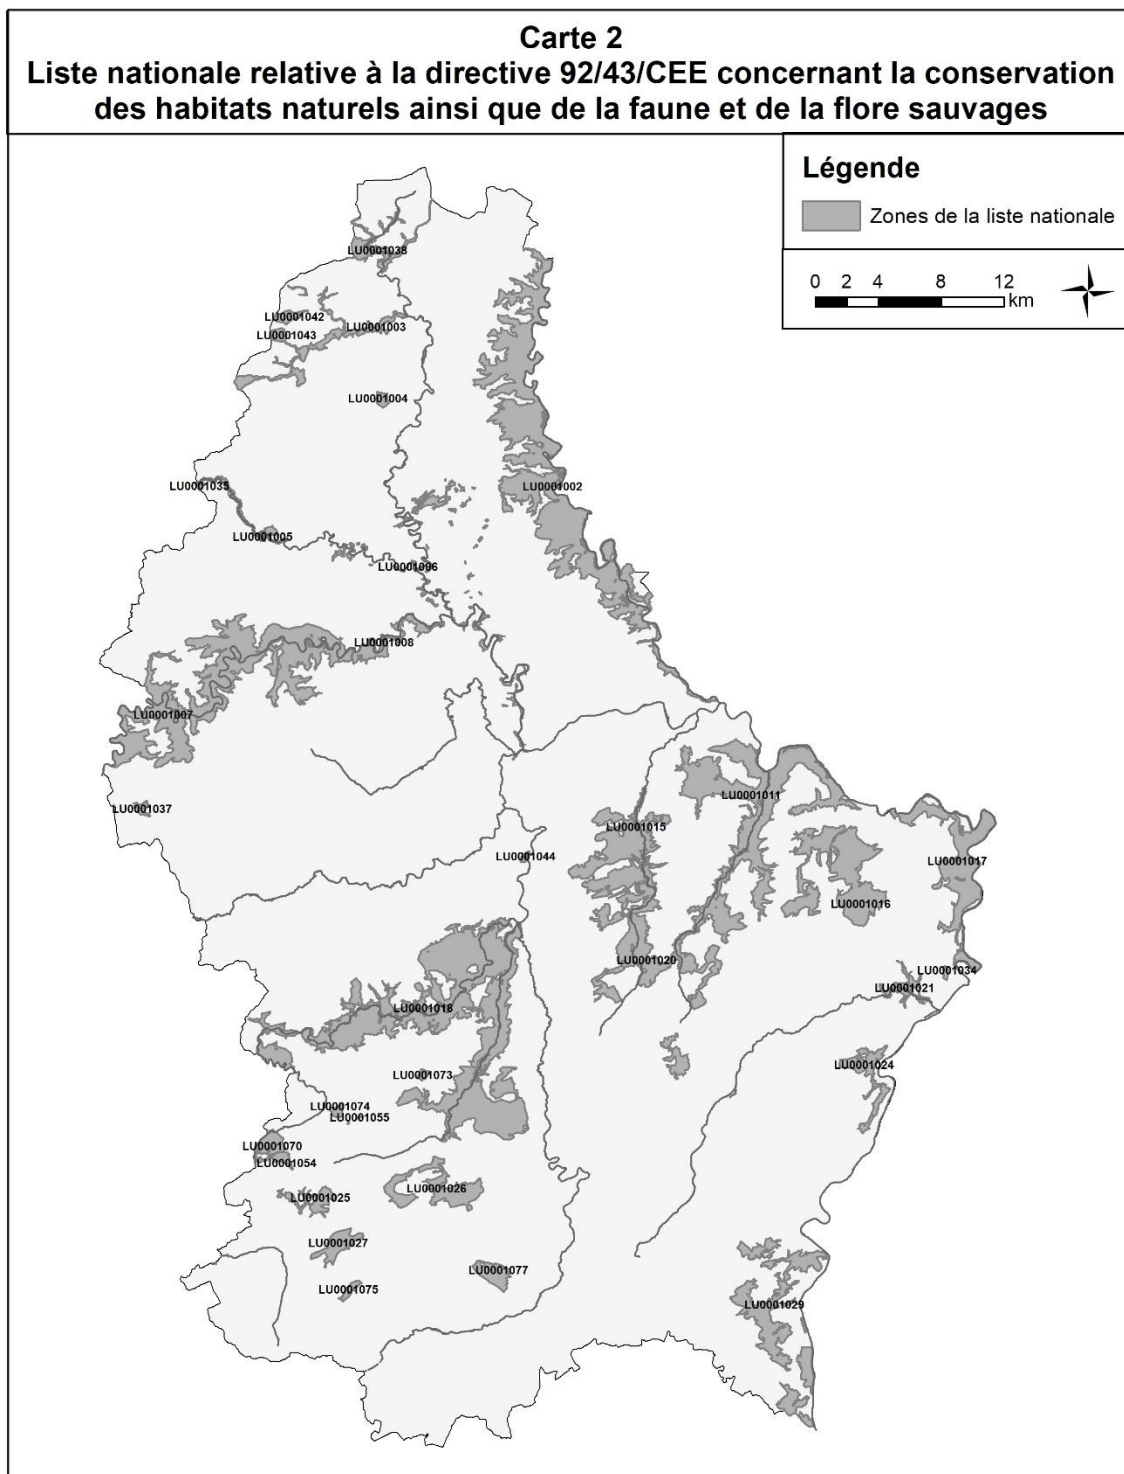 Carte 2
Liste nationale relative à la directive 92/43/CEE concernant la conservation
des habitats naturels ainsi que de la faune et de la flore sauvages
Légende
Zones de la liste nationale
0 2 4 8 12
km
LU0001038
LU0001042
LU0001003
LU0001043
LU0001004
LU0001035
LU0001002
LU0001005
LU0001006
LU0001008
LU0001007
LU0001011
LU0001037
LU0001015
LU0001044
LU0001017
LU0001016
LU0001020
LU0001034
LU0001021
LU0001018
LU0001024
LU0001073
LU0001074
LU0001055
LU0001070
LU0001054
LU0001026
LU0001025
LU0001027
LU0001077
LU0001075
LU0001029